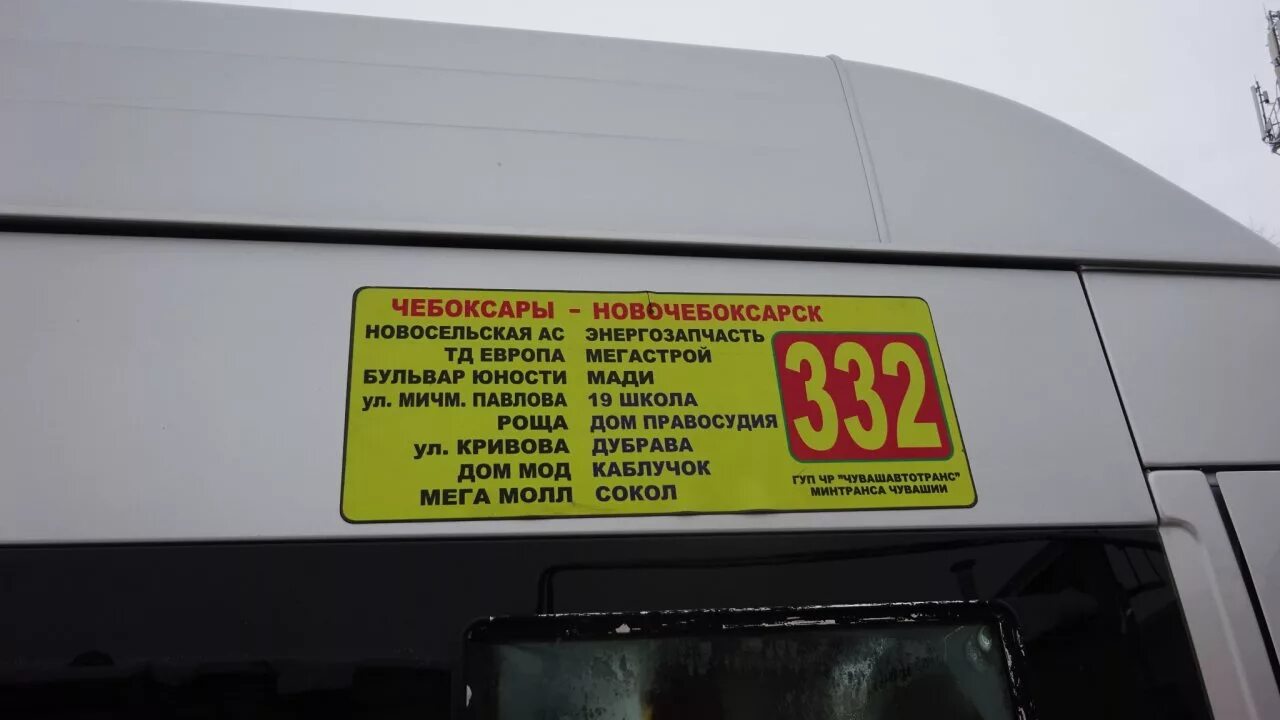 ЧЕБОКСАРЫ - НОВОЧЕБОКСАРСК
НОВОСЕЛЬСКАЯ АС ЭНЕРГОЗАПЧАСТЬ
ТД ЕВРОПА МЕГАСТРОЙ
БУЛЬВАР ЮНОСТИ МАДИ
ул. МИЧМ. ПАВЛОВА 19 ШКОЛА
РОЩА ДОМ ПРАВОСУДИЯ
ул. КРИВОВА ДУБРАВА
ДОМ МОД КАБЛУЧОК
МЕГА МОЛЛ СОКОЛ
332
ГУП ЧР "ЧУВАШАВТОТРАНС"
МИНТРАНСА ЧУВАШИИ